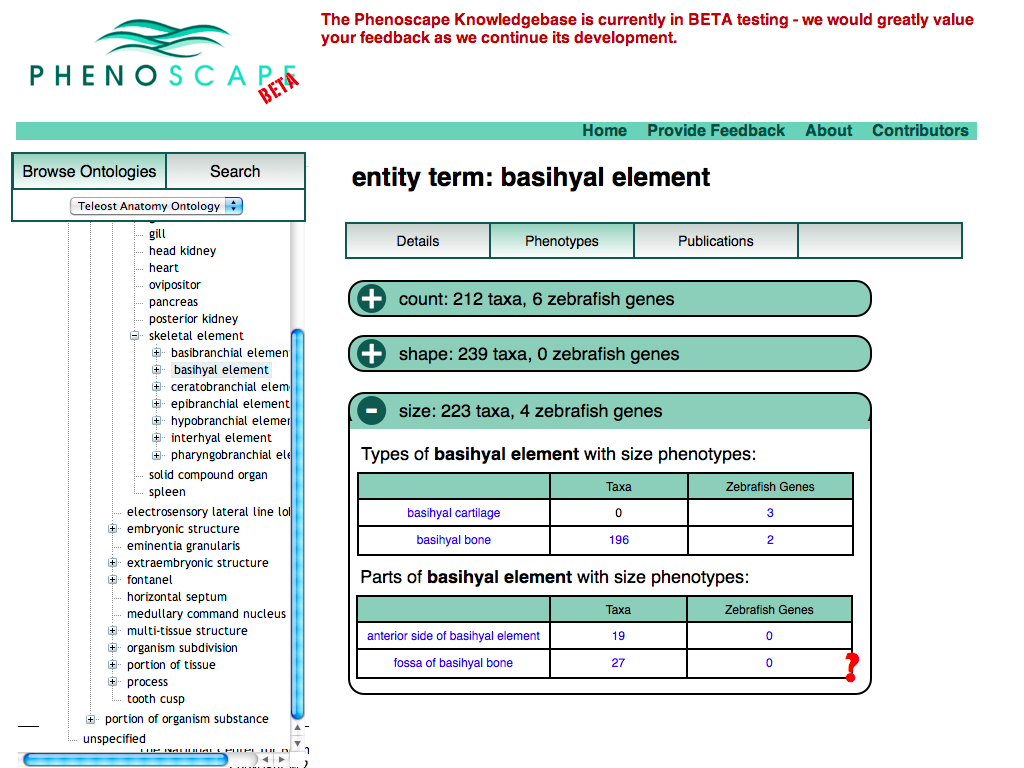 PHENOSCAPE
BETA
The Phenoscape Knowledgebase is currently in BETA testing - we would greatly value
your feedback as we continue its development.
Home Provide Feedback About Contributors
Browse Ontologies Search
Teleost Anatomy Ontology
gill
head kidney
heart
ovipositor
pancreas
posterior kidney
skeletal element
basibranchial elemen
basihyal element
ceratobranchial elem
epibranchial element
hypobranchial elemen
interhyal element
pharyngobranchial ele
solid compound organ
spleen
electrosensory lateral line lo
embryonic structure
eminentia granularis
extraembryonic structure
fontanel
horizontal septum
medullary command nucleus
multi-tissue structure
organism subdivision
portion of tissue
process
tooth cusp
portion of organism substance
unspecified
entity term: basihyal element
Details Phenotypes Publications
+ count: 212 taxa, 6 zebrafish genes
+ shape: 239 taxa, 0 zebrafish genes
- size: 223 taxa, 4 zebrafish genes
Types of basihyal element with size phenotypes:
Taxa Zebrafish Genes
basihyal cartilage 0 3
basihyal bone 196 2
Parts of basihyal element with size phenotypes:
Taxa Zebrafish Genes
anterior side of basihyal element 19 0
fossa of basihyal bone 27 0
?